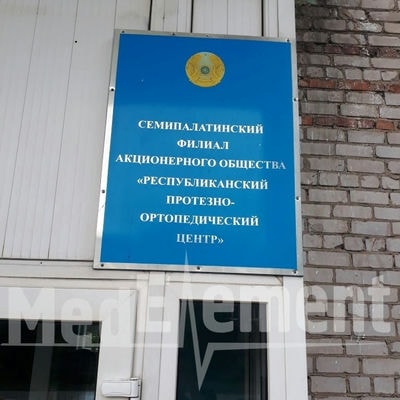 СЕМИПАЛАТИНСКИЙ
ФИЛИАЛ
АКЦИОНЕРНОГО ОБЩЕСТВА
«РЕСПУБЛИКАНСКИЙ
ПРОТЕЗНО-
ОРТОПЕДИЧЕСКИЙ
ЦЕНТР»
MedElement